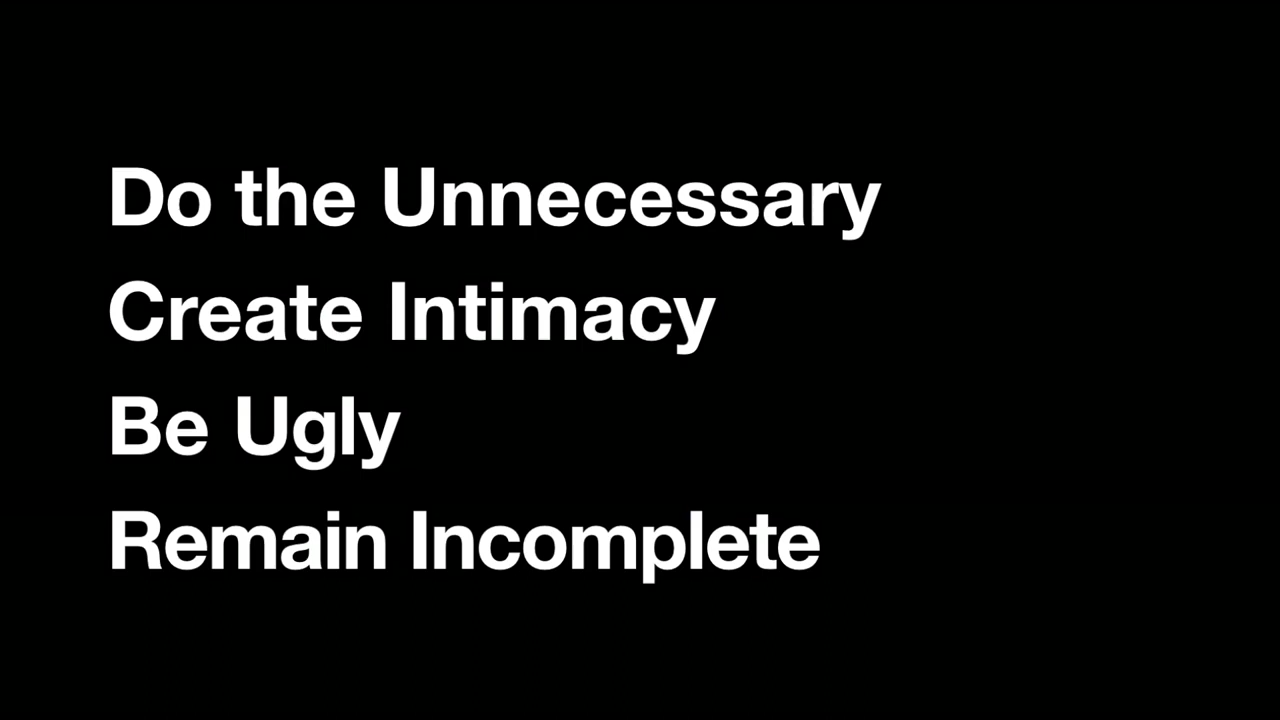 Do the Unnecessary
Create Intimacy
Be Ugly
Remain Incomplete